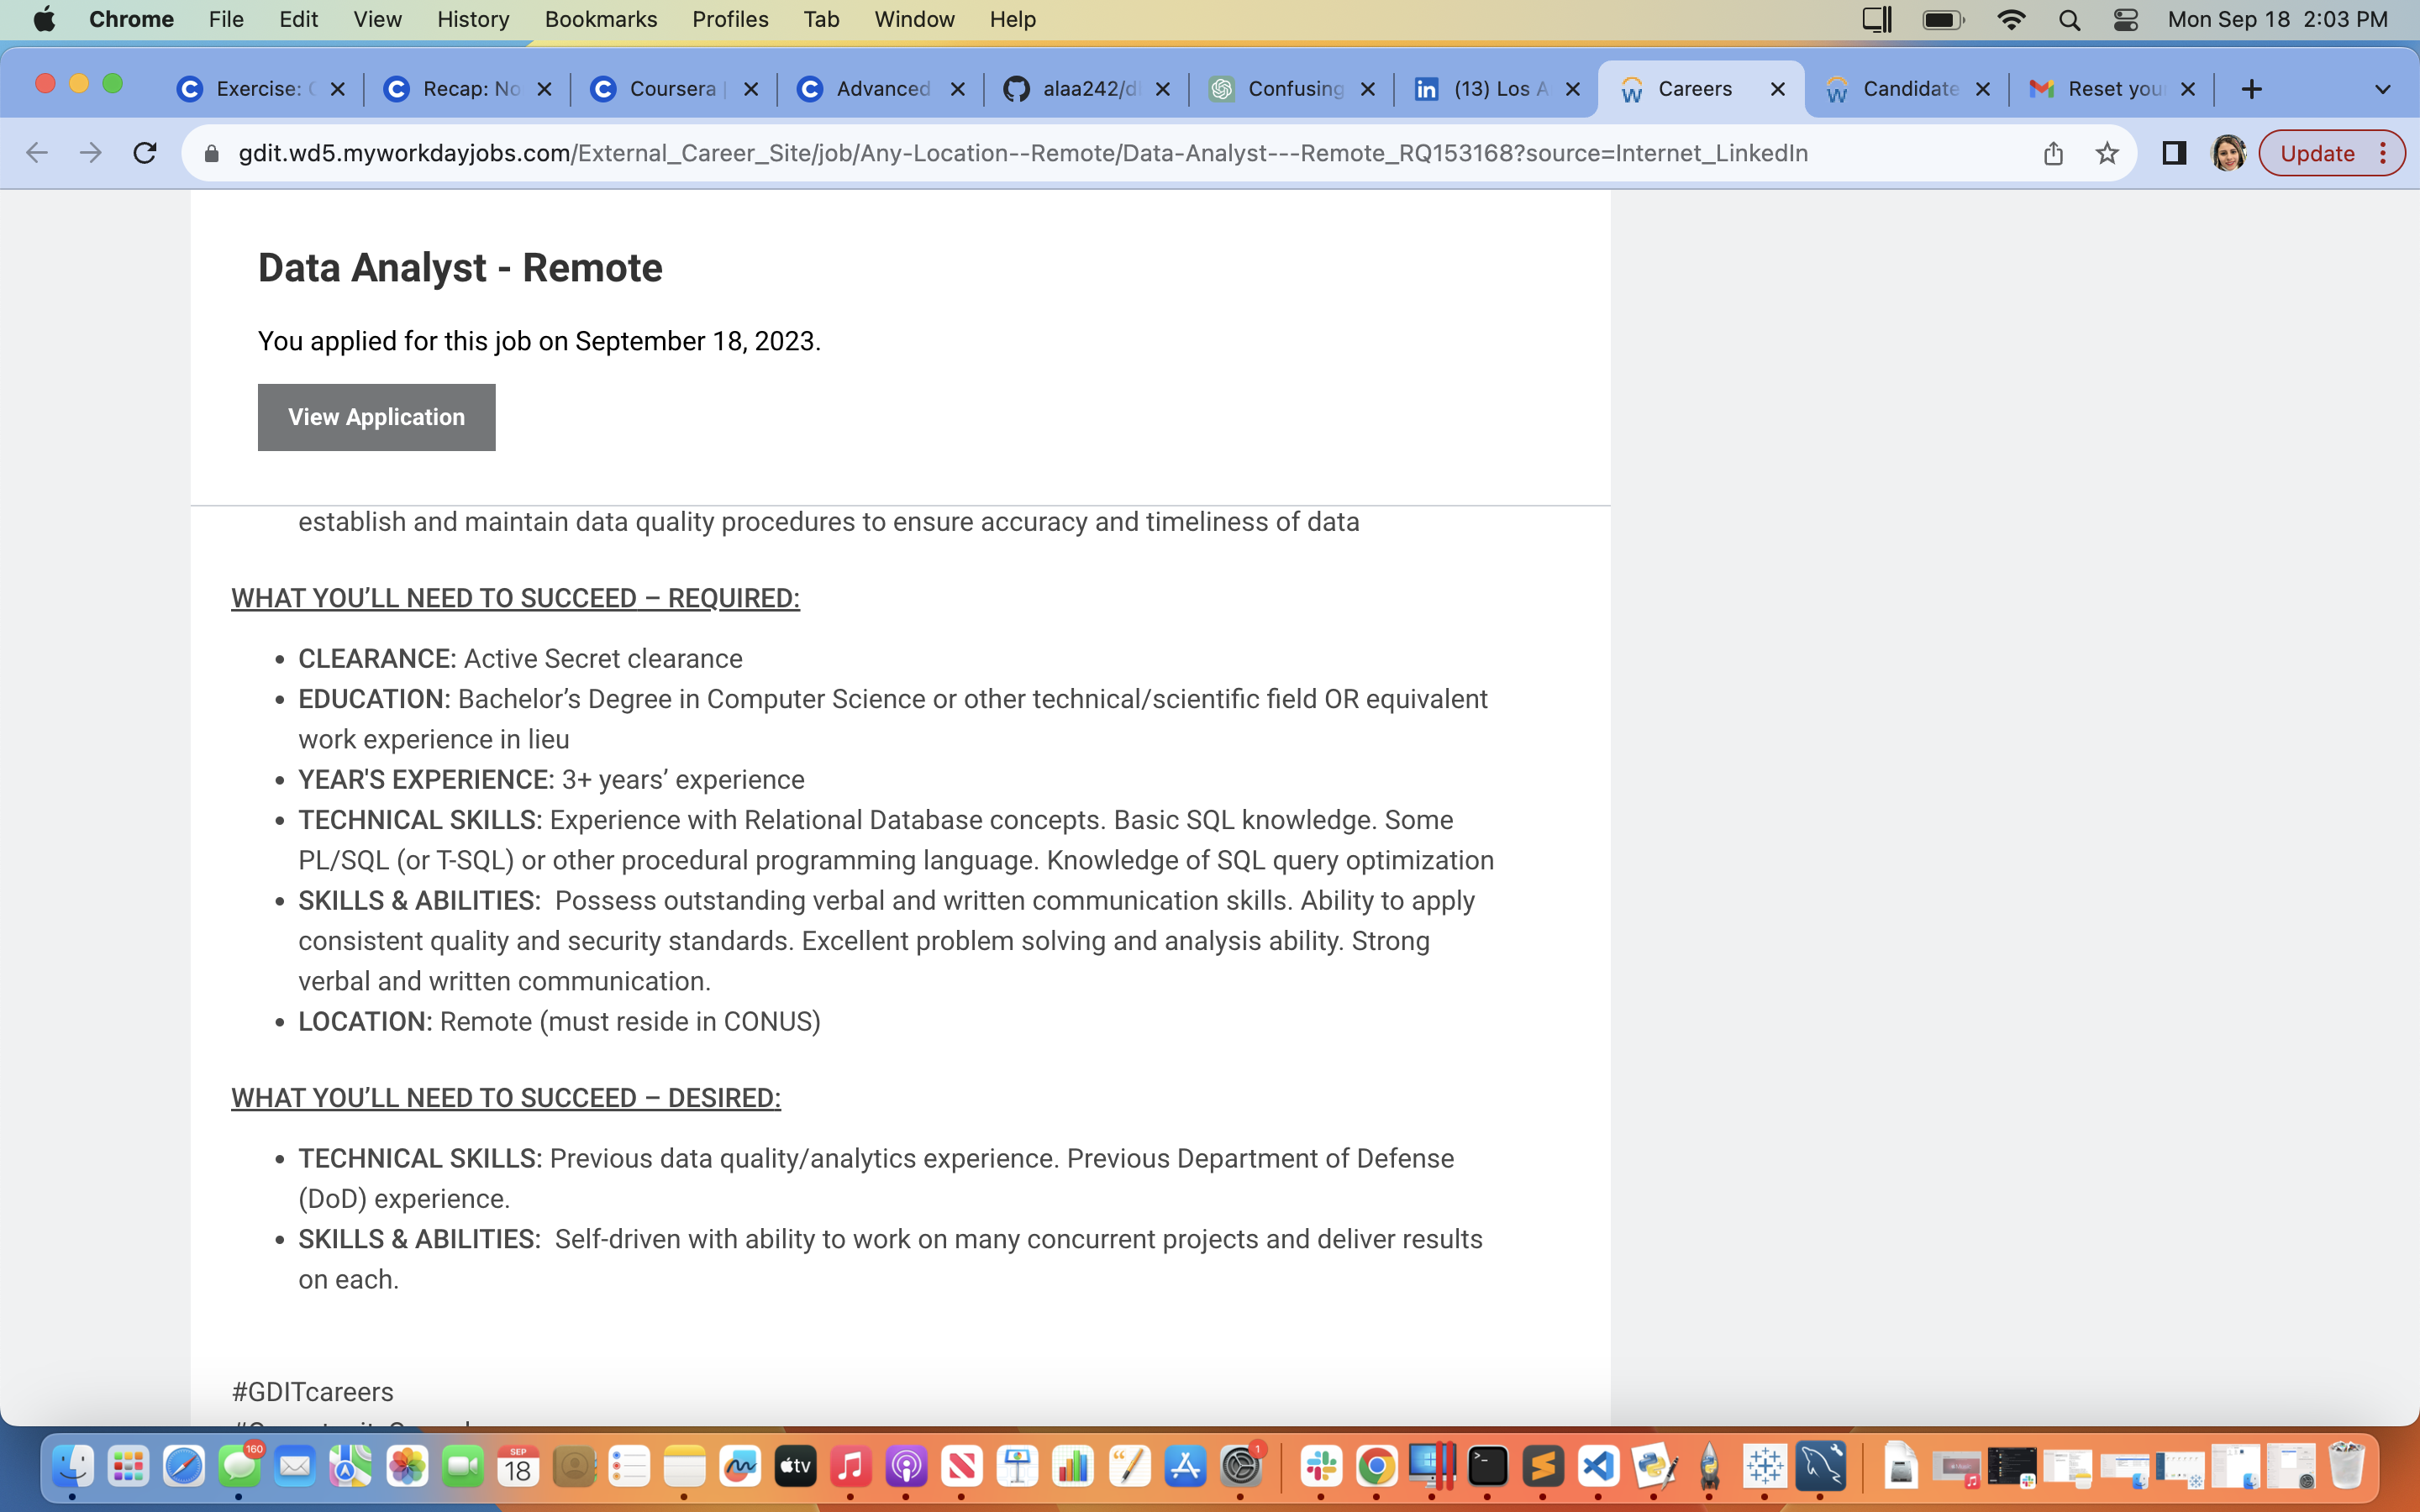 Chrome File Edit View History Bookmarks Profiles Tab Window Help Mon Sep 18 2:03 PM
Exercise: Recap: No Coursera Advanced alaa242/d Confusing (13) Los A Careers Candidate Reset you
gdit.wd5.myworkdayjobs.com/External_Career_Site/job/Any-Location--Remote/Data-Analyst---Remote_RQ153168?source=Internet_LinkedIn Update
Data Analyst - Remote
You applied for this job on September 18, 2023.
View Application
establish and maintain data quality procedures to ensure accuracy and timeliness of data
WHAT YOU’LL NEED TO SUCCEED – REQUIRED:
• CLEARANCE: Active Secret clearance
• EDUCATION: Bachelor’s Degree in Computer Science or other technical/scientific field OR equivalent
work experience in lieu
• YEAR'S EXPERIENCE: 3+ years’ experience
• TECHNICAL SKILLS: Experience with Relational Database concepts. Basic SQL knowledge. Some
PL/SQL (or T-SQL) or other procedural programming language. Knowledge of SQL query optimization
• SKILLS & ABILITIES: Possess outstanding verbal and written communication skills. Ability to apply
consistent quality and security standards. Excellent problem solving and analysis ability. Strong
verbal and written communication.
• LOCATION: Remote (must reside in CONUS)
WHAT YOU’LL NEED TO SUCCEED – DESIRED:
• TECHNICAL SKILLS: Previous data quality/analytics experience. Previous Department of Defense
(DoD) experience.
• SKILLS & ABILITIES: Self-driven with ability to work on many concurrent projects and deliver results
on each.
#GDITcareers
160 SEP 18 tv 1